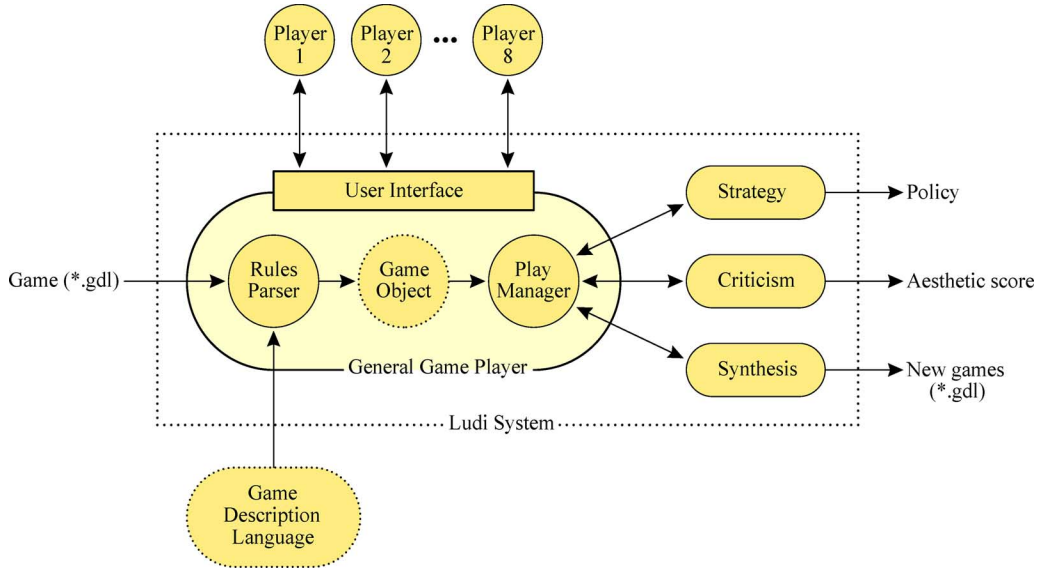 Player
1
Player
2
•••
Player
8
User Interface
Strategy
Policy
Game (*.gdl)
Rules
Parser
Game
Object
Play
Manager
Criticism
Aesthetic score
General Game Player
Synthesis
New games
(*.gdl)
Ludi System
Game
Description
Language